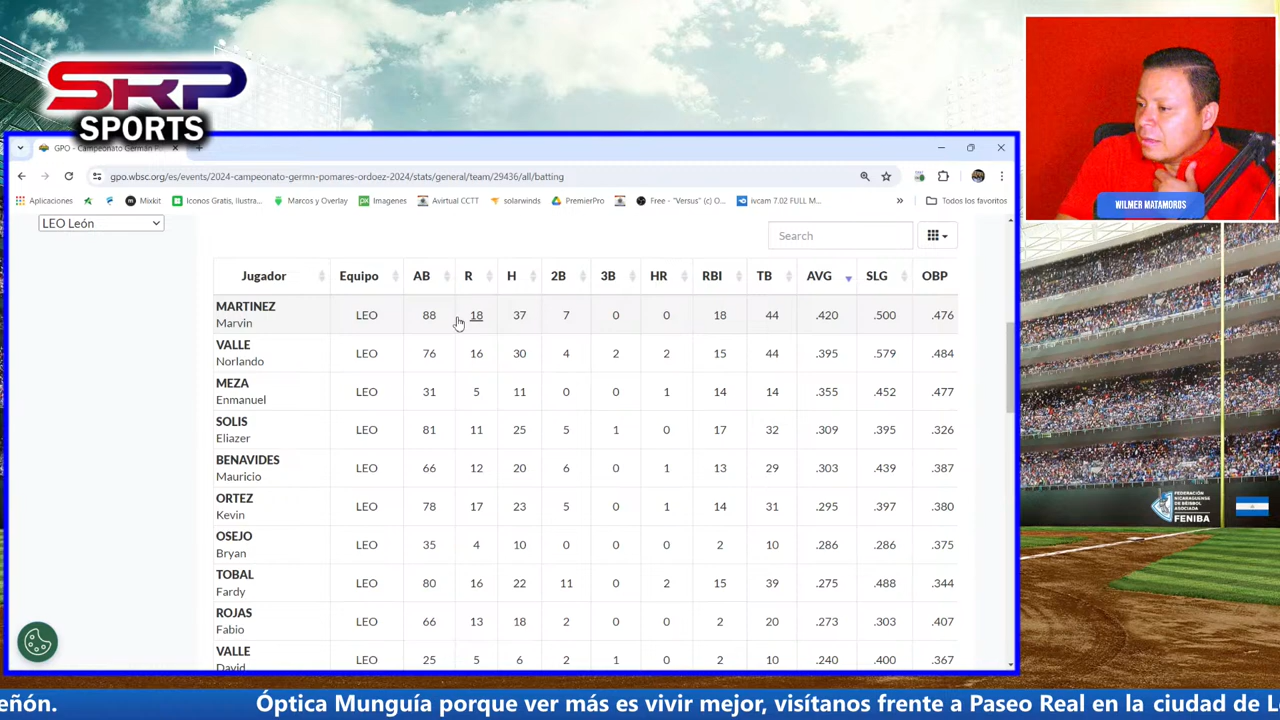 SKP
SPORTS
GPO - Campeonato Germán P
gpo.wbsc.org/es/events/2024-campeonato-germn-pomares-ordoez-2024/stats/general/team/29436/all/batting
Aplicaciones Mixkit Iconos Gratis, Ilustra... Marcos y Overlay Imagenes Avirtual CCTT solarwinds PremierPro Free - "Versus" (c) O... ivcam 7.02 FULL M... » Todos los favoritos
WILMER MATAMOROS
LEO León
Search
Jugador Equipo AB R H 2B 3B HR RBI TB AVG SLG OBP
MARTINEZ
Marvin LEO 88 18 37 7 0 0 18 44 .420 .500 .476
VALLE
Norlando LEO 76 16 30 4 2 2 15 44 .395 .579 .484
MEZA
Enmanuel LEO 31 5 11 0 0 1 14 14 .355 .452 .477
SOLIS
Eliazer LEO 81 11 25 5 1 0 17 32 .309 .395 .326
BENAVIDES
Mauricio LEO 66 12 20 6 0 1 13 29 .303 .439 .387
ORTEZ
Kevin LEO 78 17 23 5 0 1 14 31 .295 .397 .380
OSEJO
Bryan LEO 35 4 10 0 0 0 2 10 .286 .286 .375
TOBAL
Fardy LEO 80 16 22 11 0 2 15 39 .275 .488 .344
ROJAS
Fabio LEO 66 13 18 2 0 0 2 20 .273 .303 .407
VALLE
David LEO 25 5 6 2 1 0 2 10 .240 .400 .367
FEDERACIÓN
NICARAGÜENSE
DE BÉISBOL
ASOCIADA
FENIBA
eñón. Óptica Munguía porque ver más es vivir mejor, visítanos frente a Paseo Real en la ciudad de L